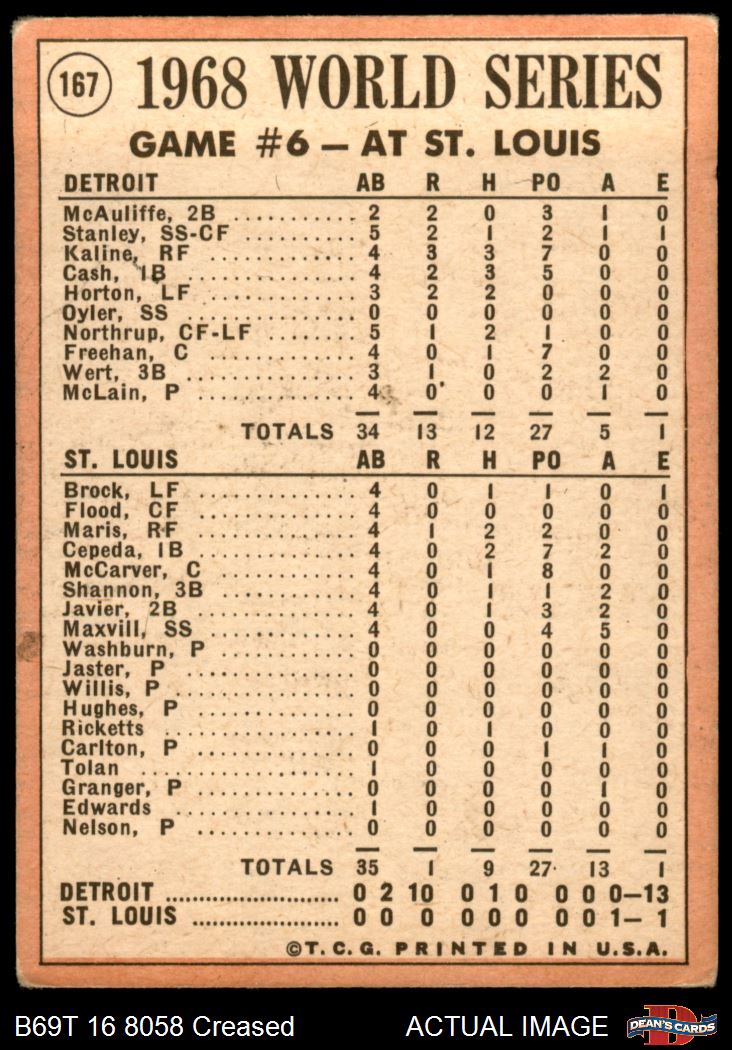 167 1968 WORLD SERIES
GAME #6 — AT ST. LOUIS
DETROIT AB R H PO A E
McAuliffe, 2B ........... 2 2 0 3 1 0
Stanley, SS-CF .......... 5 2 1 2 1 1
Kaline, RF ............. 4 3 3 7 0 0
Cash, 1B ............... 4 2 3 5 0 0
Horton, LF ............. 3 2 2 0 0 0
Oyler, SS ............... 0 0 0 0 0 0
Northrup, CF-LF ........ 5 1 2 1 0 0
Freehan, C ............. 4 0 1 7 0 0
Wert, 3B ............... 3 1 0 2 2 0
McLain, P .............. 4 0 0 0 1 0
TOTALS 34 13 12 27 5 1
ST. LOUIS AB R H PO A E
Brock, LF .............. 4 0 1 1 0 1
Flood, CF .............. 4 0 0 0 0 0
Maris, RF .............. 4 1 2 2 0 0
Cepeda, 1B ............. 4 0 2 7 2 0
McCarver, C ............ 4 0 1 8 0 0
Shannon, 3B ............ 4 0 1 1 2 0
Javier, 2B .............. 4 0 1 3 2 0
Maxvill, SS ............. 4 0 0 4 5 0
Washburn, P ............ 0 0 0 0 0 0
Jaster, P ............... 0 0 0 0 0 0
Willis, P ............... 0 0 0 0 0 0
Hughes, P .............. 0 0 0 0 0 0
Ricketts ................ 1 0 1 0 0 0
Carlton, P .............. 0 0 0 1 1 0
Tolan .................. 1 0 0 0 0 0
Granger, P ............. 0 0 0 0 1 0
Edwards ............... 1 0 0 0 0 0
Nelson, P .............. 0 0 0 0 0 0
TOTALS 35 1 9 27 13 1
DETROIT .......................... 0 2 10 0 1 0 0 0 0—13
ST. LOUIS ...................... 0 0 0 0 0 0 0 0 1— 1
©T.C.G. PRINTED IN U.S.A.
B69T 16 8058 Creased ACTUAL IMAGE D DEAN'S CARDS